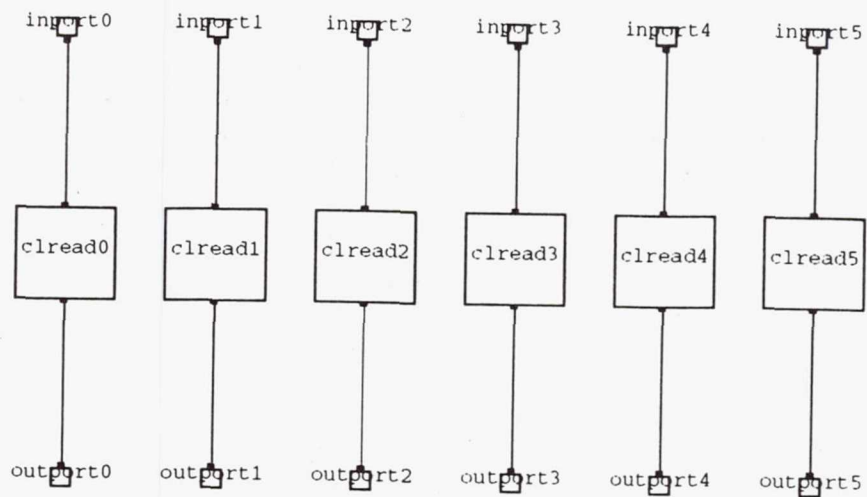 inport0 inport1 inport2 inport3 inport4 inport5
clread0 clread1 clread2 clread3 clread4 clread5
outport0 outport1 outport2 outport3 outport4 outport5